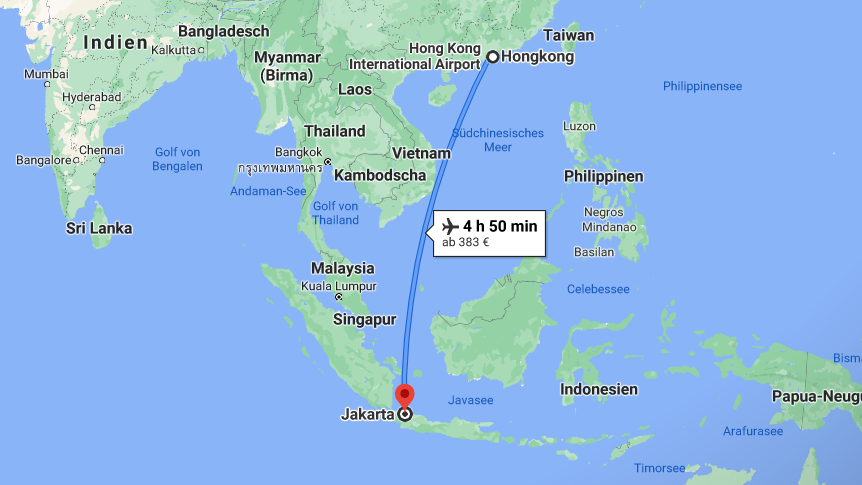 Taiwan
Bangladesch
Indien
Kalkutta
Hong Kong
International Airport
Hongkong
Myanmar
(Birma)
Mumbai
Laos
Philippinensee
Hyderabad
Thailand
Südchinesisches
Meer
Luzon
Golf von
Bengalen
Chennai
Bangalore
Bangkok
กรุงเทพมหานคร
Vietnam
Kambodscha
Philippinen
Andaman-See
Golf von
Thailand
Negros
Mindanao
Sri Lanka
4 h 50 min
ab 383 €
Basilan
Malaysia
Kuala Lumpur
Celebessee
Singapur
Bism
Indonesien
Javasee
Papua-Neugu
Jakarta
Arafurasee
Timorsee